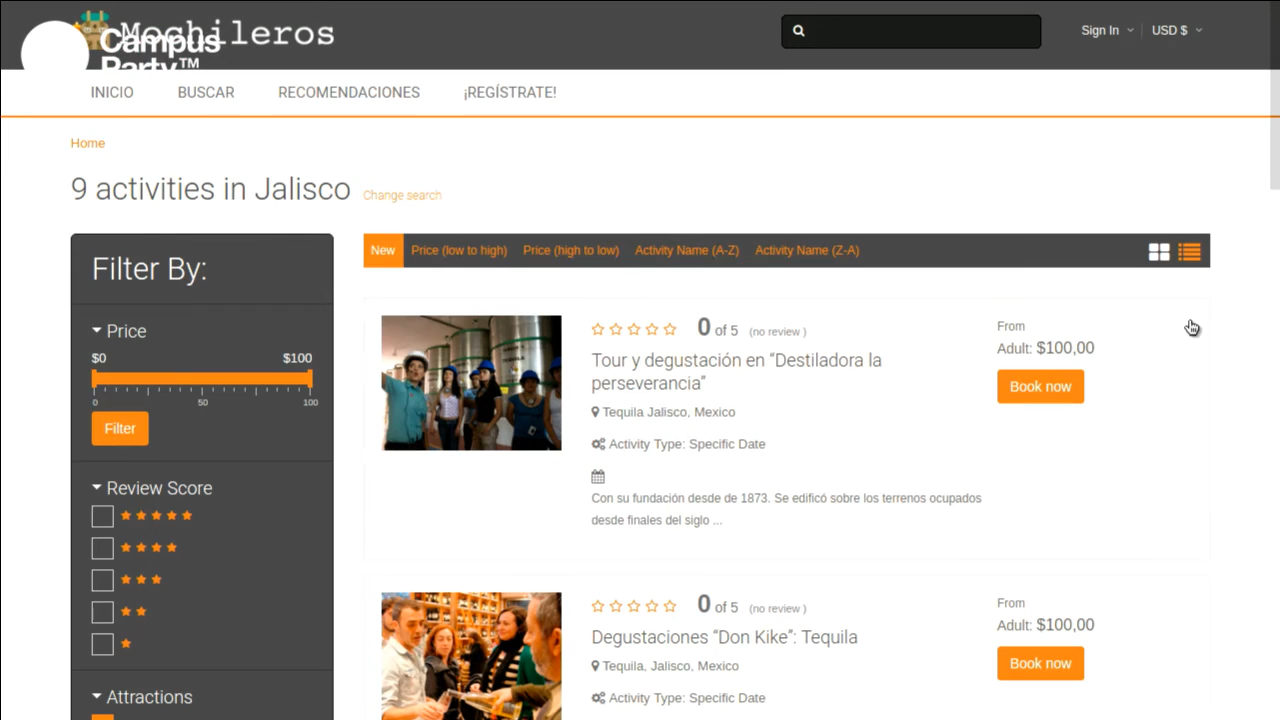 Mochileros
Campus
Party™
Sign In
USD $
INICIO
BUSCAR
RECOMENDACIONES
¡REGÍSTRATE!
Home
9 activities in Jalisco
Change search
Filter By:
Price
$0 $100
0 50 100
Filter
Review Score
Attractions
New
Price (low to high)
Price (high to low)
Activity Name (A-Z)
Activity Name (Z-A)
0 of 5 (no review )
Tour y degustación en “Destiladora la
perseverancia”
Tequila Jalisco, Mexico
Activity Type: Specific Date
Con su fundación desde de 1873. Se edificó sobre los terrenos ocupados
desde finales del siglo ...
From
Adult: $100,00
Book now
0 of 5 (no review )
Degustaciones “Don Kike”: Tequila
Tequila, Jalisco, Mexico
Activity Type: Specific Date
From
Adult: $100,00
Book now